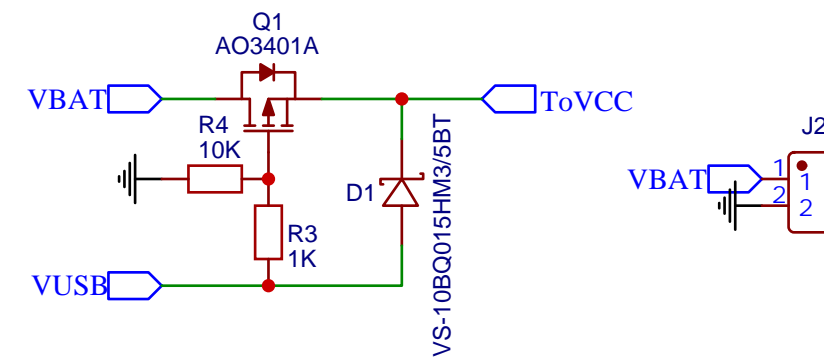 Q1
AO3401A
VBAT
ToVCC
R4
10K
D1
VS-10BQ015HM3/5BT
R3
1K
VUSB
J2
VBAT
1
1
2
2